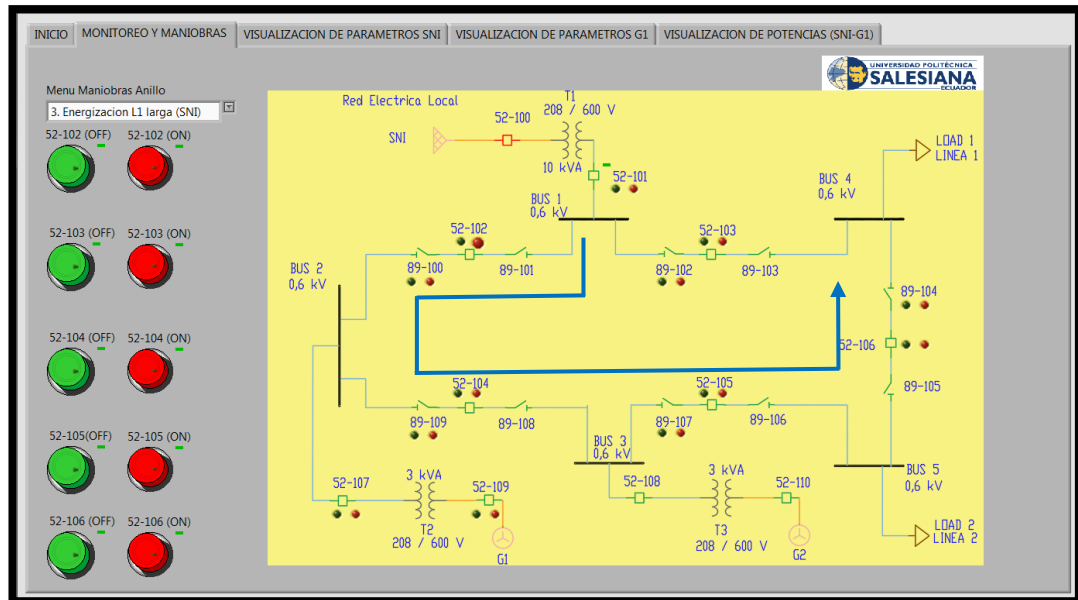 INICIO
MONITOREO Y MANIOBRAS
VISUALIZACION DE PARAMETROS SNI
VISUALIZACION DE PARAMETROS G1
VISUALIZACION DE POTENCIAS (SNI-G1)
UNIVERSIDAD POLITÉCNICA
SALESIANA
ECUADOR
Menu Maniobras Anillo
3. Energizacion L1 larga (SNI)
52-102 (OFF)
52-102 (ON)
52-103 (OFF)
52-103 (ON)
52-104 (OFF)
52-104 (ON)
52-105(OFF)
52-105 (ON)
52-106 (OFF)
52-106 (ON)
Red Electrica Local
SNI
52-100
T1
208 / 600 V
10 kVA
52-101
BUS 1
0,6 kV
LOAD 1
LINEA 1
BUS 4
0,6 kV
52-102
89-100
89-101
52-103
89-102
89-103
BUS 2
0,6 kV
89-104
52-106
89-105
52-104
89-109
89-108
52-105
89-107
89-106
BUS 3
0,6 kV
BUS 5
0,6 kV
52-107
3 kVA
52-109
T2
208 / 600 V
G1
52-108
3 kVA
52-110
T3
208 / 600 V
G2
LOAD 2
LINEA 2